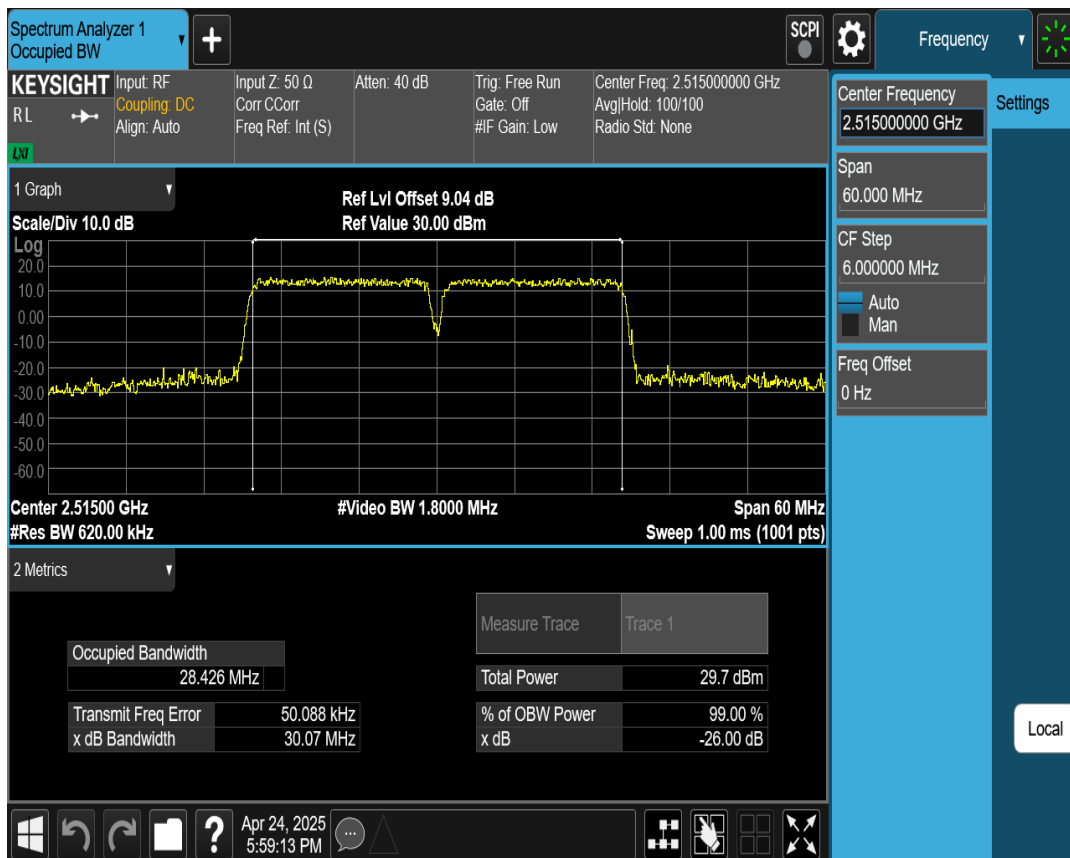 Spectrum Analyzer 1
Occupied BW
+
SCPI
Frequency
KEYSIGHT
RL
LXI
Input: RF
Coupling: DC
Align: Auto
Input Z: 50 Ω
Corr CCorr
Freq Ref: Int (S)
Atten: 40 dB
Trig: Free Run
Gate: Off
#IF Gain: Low
Center Freq: 2.515000000 GHz
Avg|Hold: 100/100
Radio Std: None
Center Frequency
2.515000000 GHz
Settings
Span
60.000 MHz
CF Step
6.000000 MHz
Auto
Man
Freq Offset
0 Hz
Local
1 Graph
Ref Lvl Offset 9.04 dB
Scale/Div 10.0 dB
Ref Value 30.00 dBm
Log
20.0
10.0
0.00
-10.0
-20.0
-30.0
-40.0
-50.0
-60.0
Center 2.51500 GHz
#Video BW 1.8000 MHz
Span 60 MHz
#Res BW 620.00 kHz
Sweep 1.00 ms (1001 pts)
2 Metrics
Measure Trace
Trace 1
Occupied Bandwidth
28.426 MHz
Total Power
29.7 dBm
Transmit Freq Error
50.088 kHz
% of OBW Power
99.00 %
x dB Bandwidth
30.07 MHz
x dB
-26.00 dB
?
Apr 24, 2025
5:59:13 PM